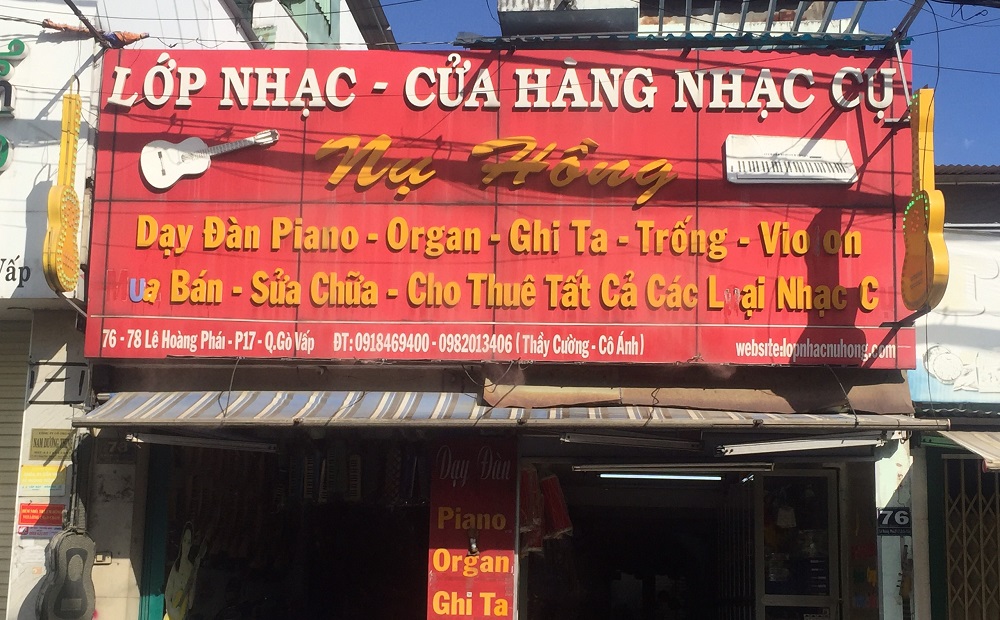 LỚP NHẠC - CỬA HÀNG NHẠC CỤ
Nụ Hồng
Dạy Đàn Piano - Organ - Ghi Ta - Trống - Vio on
Mua Bán - Sửa Chữa - Cho Thuê Tất Cả Các Loại Nhạc C
76 - 78 Lê Hoàng Phái - P17 - Q.Gò Vấp ĐT: 0918469400 - 0982013406 ( Thầy Cường - Cô Ánh )
website:lopnhacnuhong.com
Vấp
Dạy Đàn
Piano
Organ
Ghi Ta
76